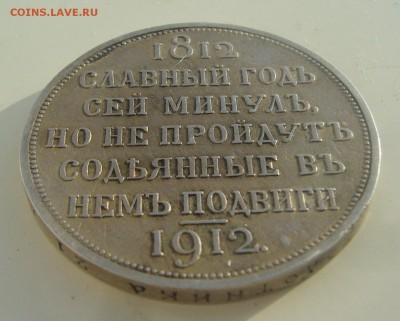 COINS.LAVE.RU
1812
СЛАВНЫЙ ГОДЪ
СЕЙ МИНУЛЪ,
НО НЕ ПРОЙДУТЪ
СОДѢЯННЫЕ ВЪ
НЕМЪ ПОДВИГИ
1912.